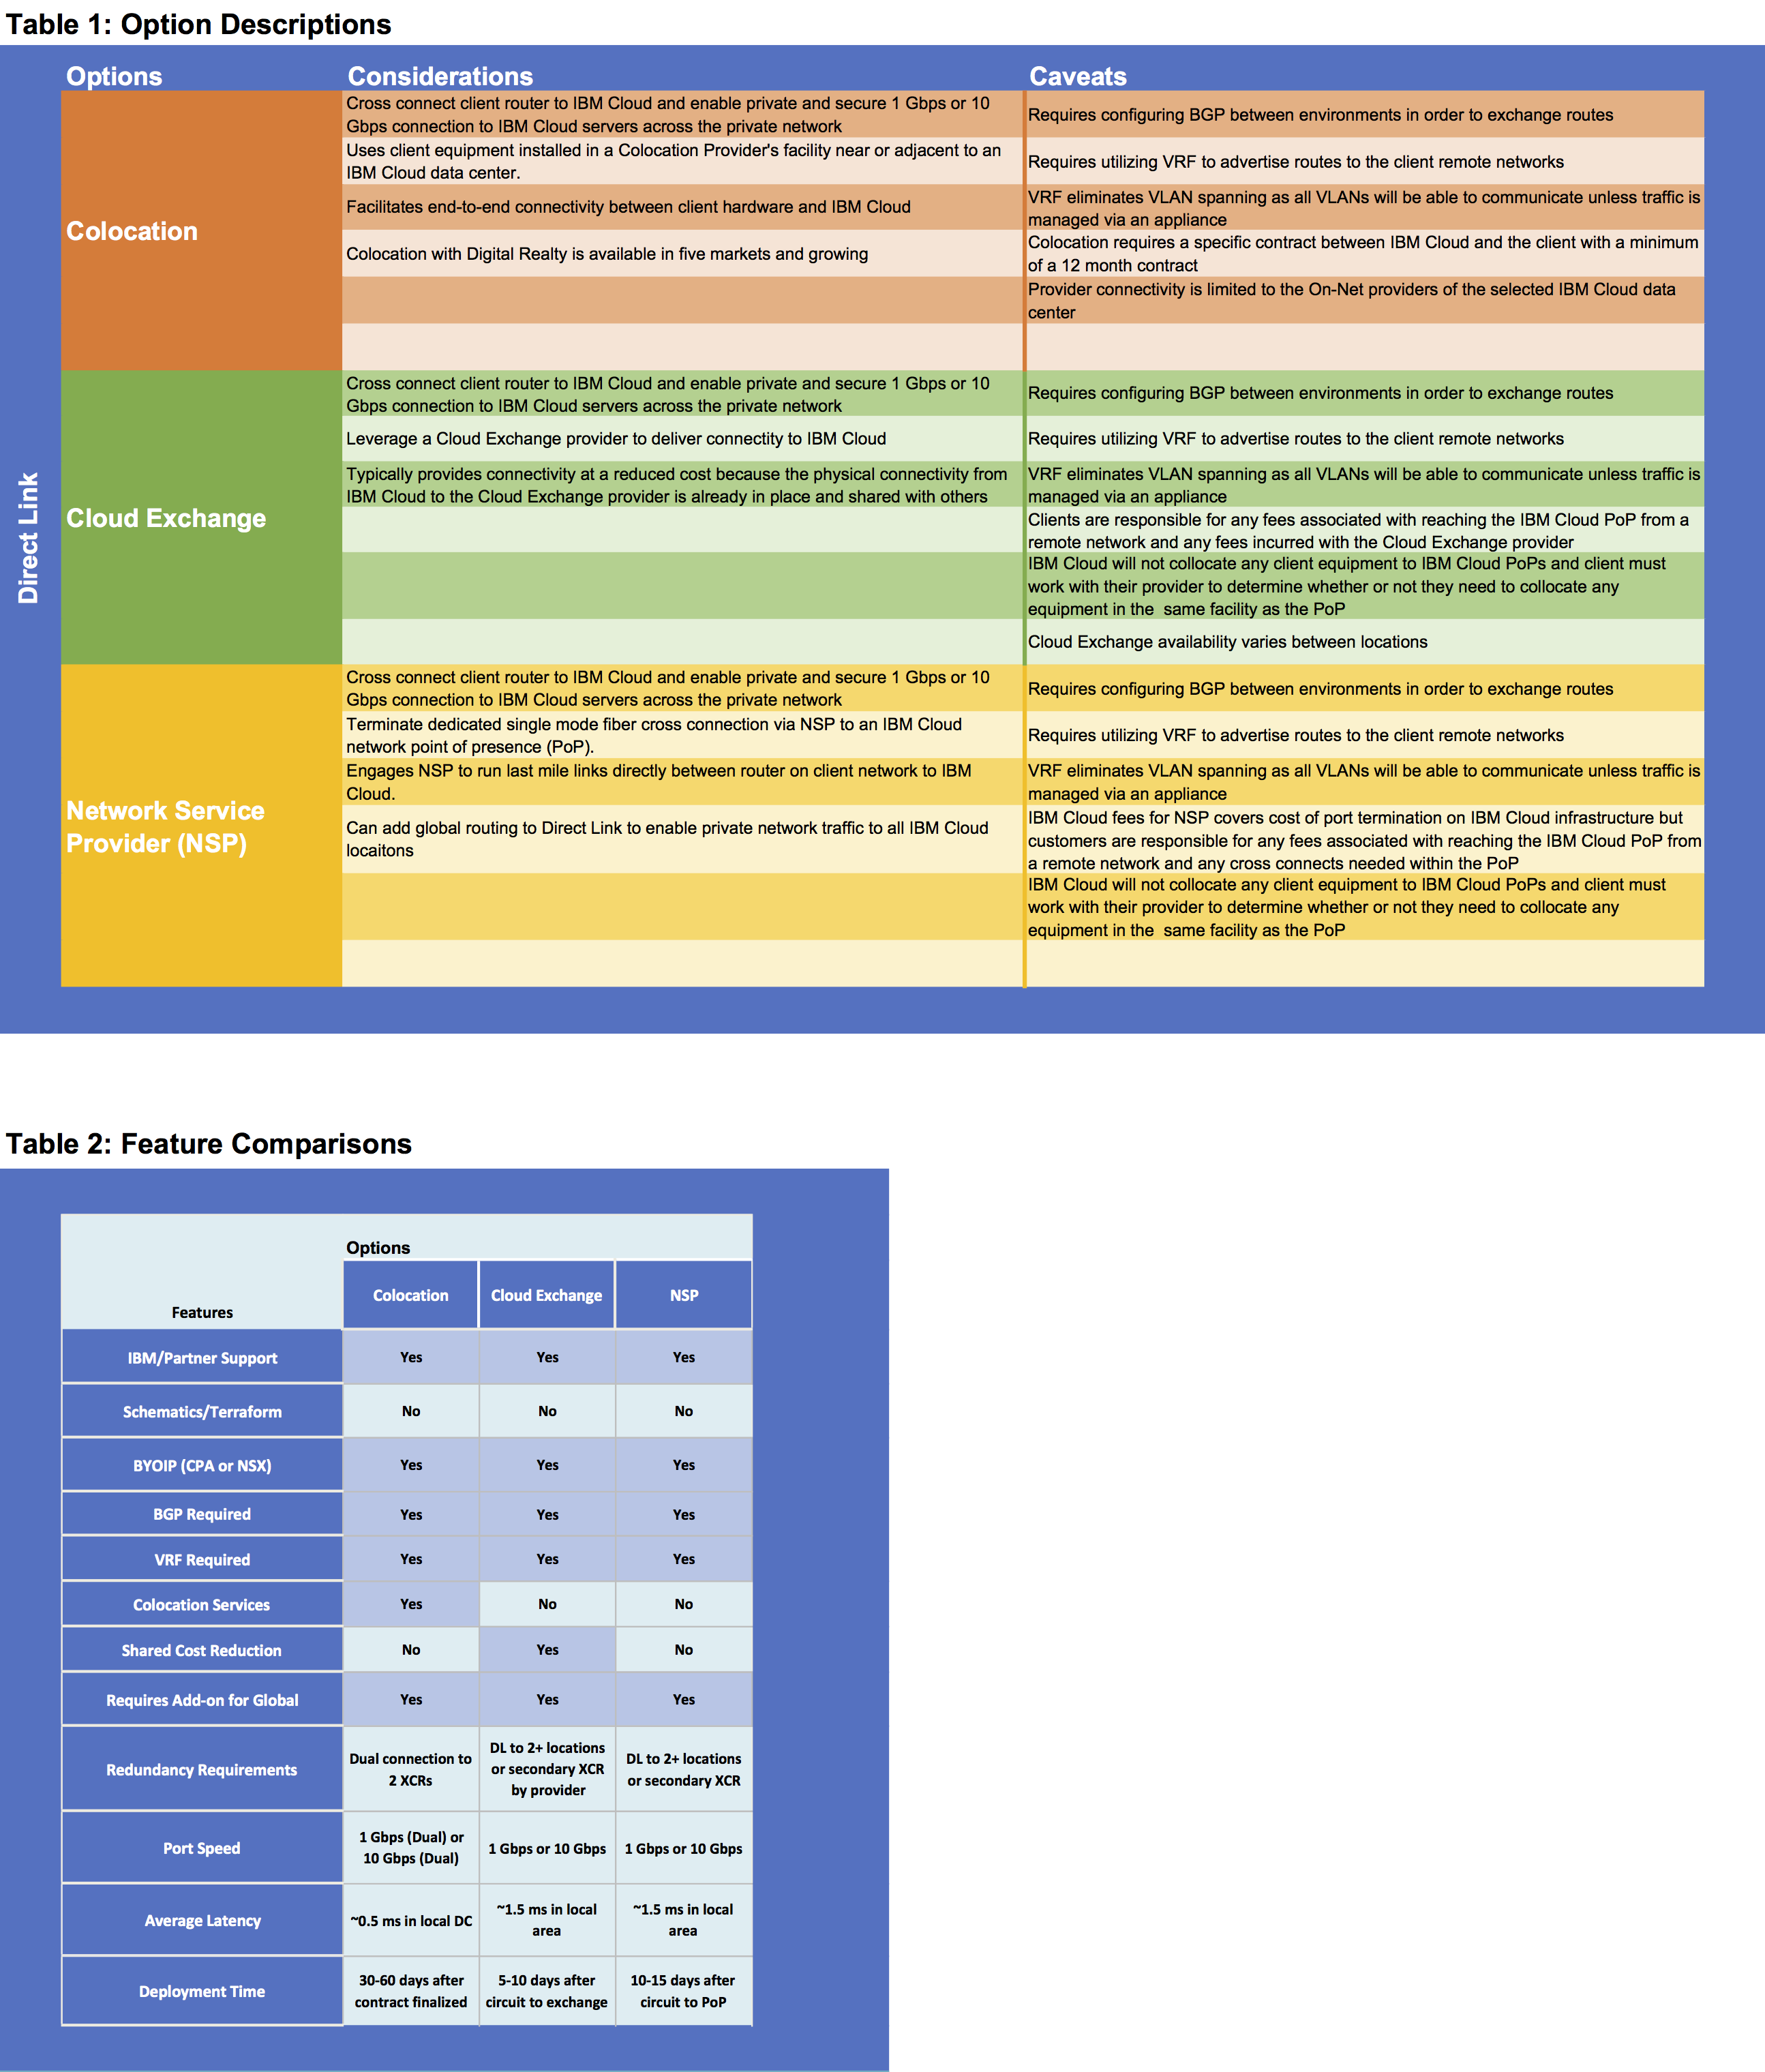 Table 1: Option Descriptions
Options
Considerations
Caveats
Direct Link
Colocation
Cross connect client router to IBM Cloud and enable private and secure 1 Gbps or 10
Gbps connection to IBM Cloud servers across the private network
Requires configuring BGP between environments in order to exchange routes
Uses client equipment installed in a Colocation Provider's facility near or adjacent to an
IBM Cloud data center.
Requires utilizing VRF to advertise routes to the client remote networks
Facilitates end-to-end connectivity between client hardware and IBM Cloud
VRF eliminates VLAN spanning as all VLANs will be able to communicate unless traffic is
managed via an appliance
Colocation with Digital Realty is available in five markets and growing
Colocation requires a specific contract between IBM Cloud and the client with a minimum
of a 12 month contract
Provider connectivity is limited to the On-Net providers of the selected IBM Cloud data
center
Cloud Exchange
Cross connect client router to IBM Cloud and enable private and secure 1 Gbps or 10
Gbps connection to IBM Cloud servers across the private network
Requires configuring BGP between environments in order to exchange routes
Leverage a Cloud Exchange provider to deliver connectity to IBM Cloud
Requires utilizing VRF to advertise routes to the client remote networks
Typically provides connectivity at a reduced cost because the physical connectivity from
IBM Cloud to the Cloud Exchange provider is already in place and shared with others
VRF eliminates VLAN spanning as all VLANs will be able to communicate unless traffic is
managed via an appliance
Clients are responsible for any fees associated with reaching the IBM Cloud PoP from a
remote network and any fees incurred with the Cloud Exchange provider
IBM Cloud will not collocate any client equipment to IBM Cloud PoPs and client must
work with their provider to determine whether or not they need to collocate any
equipment in the  same facility as the PoP
Cloud Exchange availability varies between locations
Network Service
Provider (NSP)
Cross connect client router to IBM Cloud and enable private and secure 1 Gbps or 10
Gbps connection to IBM Cloud servers across the private network
Requires configuring BGP between environments in order to exchange routes
Terminate dedicated single mode fiber cross connection via NSP to an IBM Cloud
network point of presence (PoP).
Requires utilizing VRF to advertise routes to the client remote networks
Engages NSP to run last mile links directly between router on client network to IBM
Cloud.
VRF eliminates VLAN spanning as all VLANs will be able to communicate unless traffic is
managed via an appliance
Can add global routing to Direct Link to enable private network traffic to all IBM Cloud
locaitons
IBM Cloud fees for NSP covers cost of port termination on IBM Cloud infrastructure but
customers are responsible for any fees associated with reaching the IBM Cloud PoP from
a remote network and any cross connects needed within the PoP
IBM Cloud will not collocate any client equipment to IBM Cloud PoPs and client must
work with their provider to determine whether or not they need to collocate any
equipment in the  same facility as the PoP
Table 2: Feature Comparisons
Options
Features
Colocation
Cloud Exchange
NSP
IBM/Partner Support
Yes
Yes
Yes
Schematics/Terraform
No
No
No
BYOIP (CPA or NSX)
Yes
Yes
Yes
BGP Required
Yes
Yes
Yes
VRF Required
Yes
Yes
Yes
Colocation Services
Yes
No
No
Shared Cost Reduction
No
Yes
No
Requires Add-on for Global
Yes
Yes
Yes
Redundancy Requirements
Dual connection to
2 XCRs
DL to 2+ locations
or secondary XCR
by provider
DL to 2+ locations
or secondary XCR
Port Speed
1 Gbps (Dual) or
10 Gbps (Dual)
1 Gbps or 10 Gbps
1 Gbps or 10 Gbps
Average Latency
~0.5 ms in local DC
~1.5 ms in local
area
~1.5 ms in local
area
Deployment Time
30-60 days after
contract finalized
5-10 days after
circuit to exchange
10-15 days after
circuit to PoP